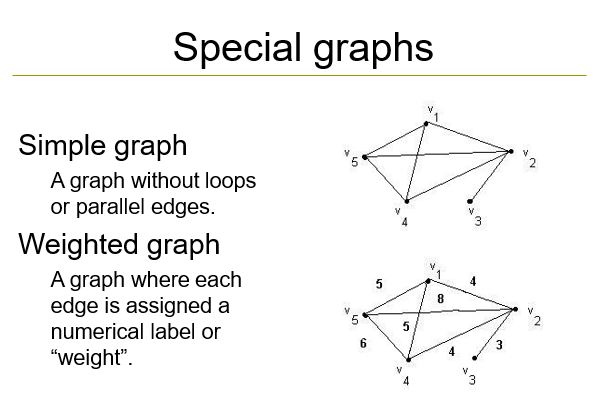 Special graphs
Simple graph
A graph without loops
or parallel edges.
Weighted graph
A graph where each
edge is assigned a
numerical label or
“weight”.
v1
v5
v2
v4
v3
v1
5
4
8
v5
v2
5
6
4
3
v4
v3